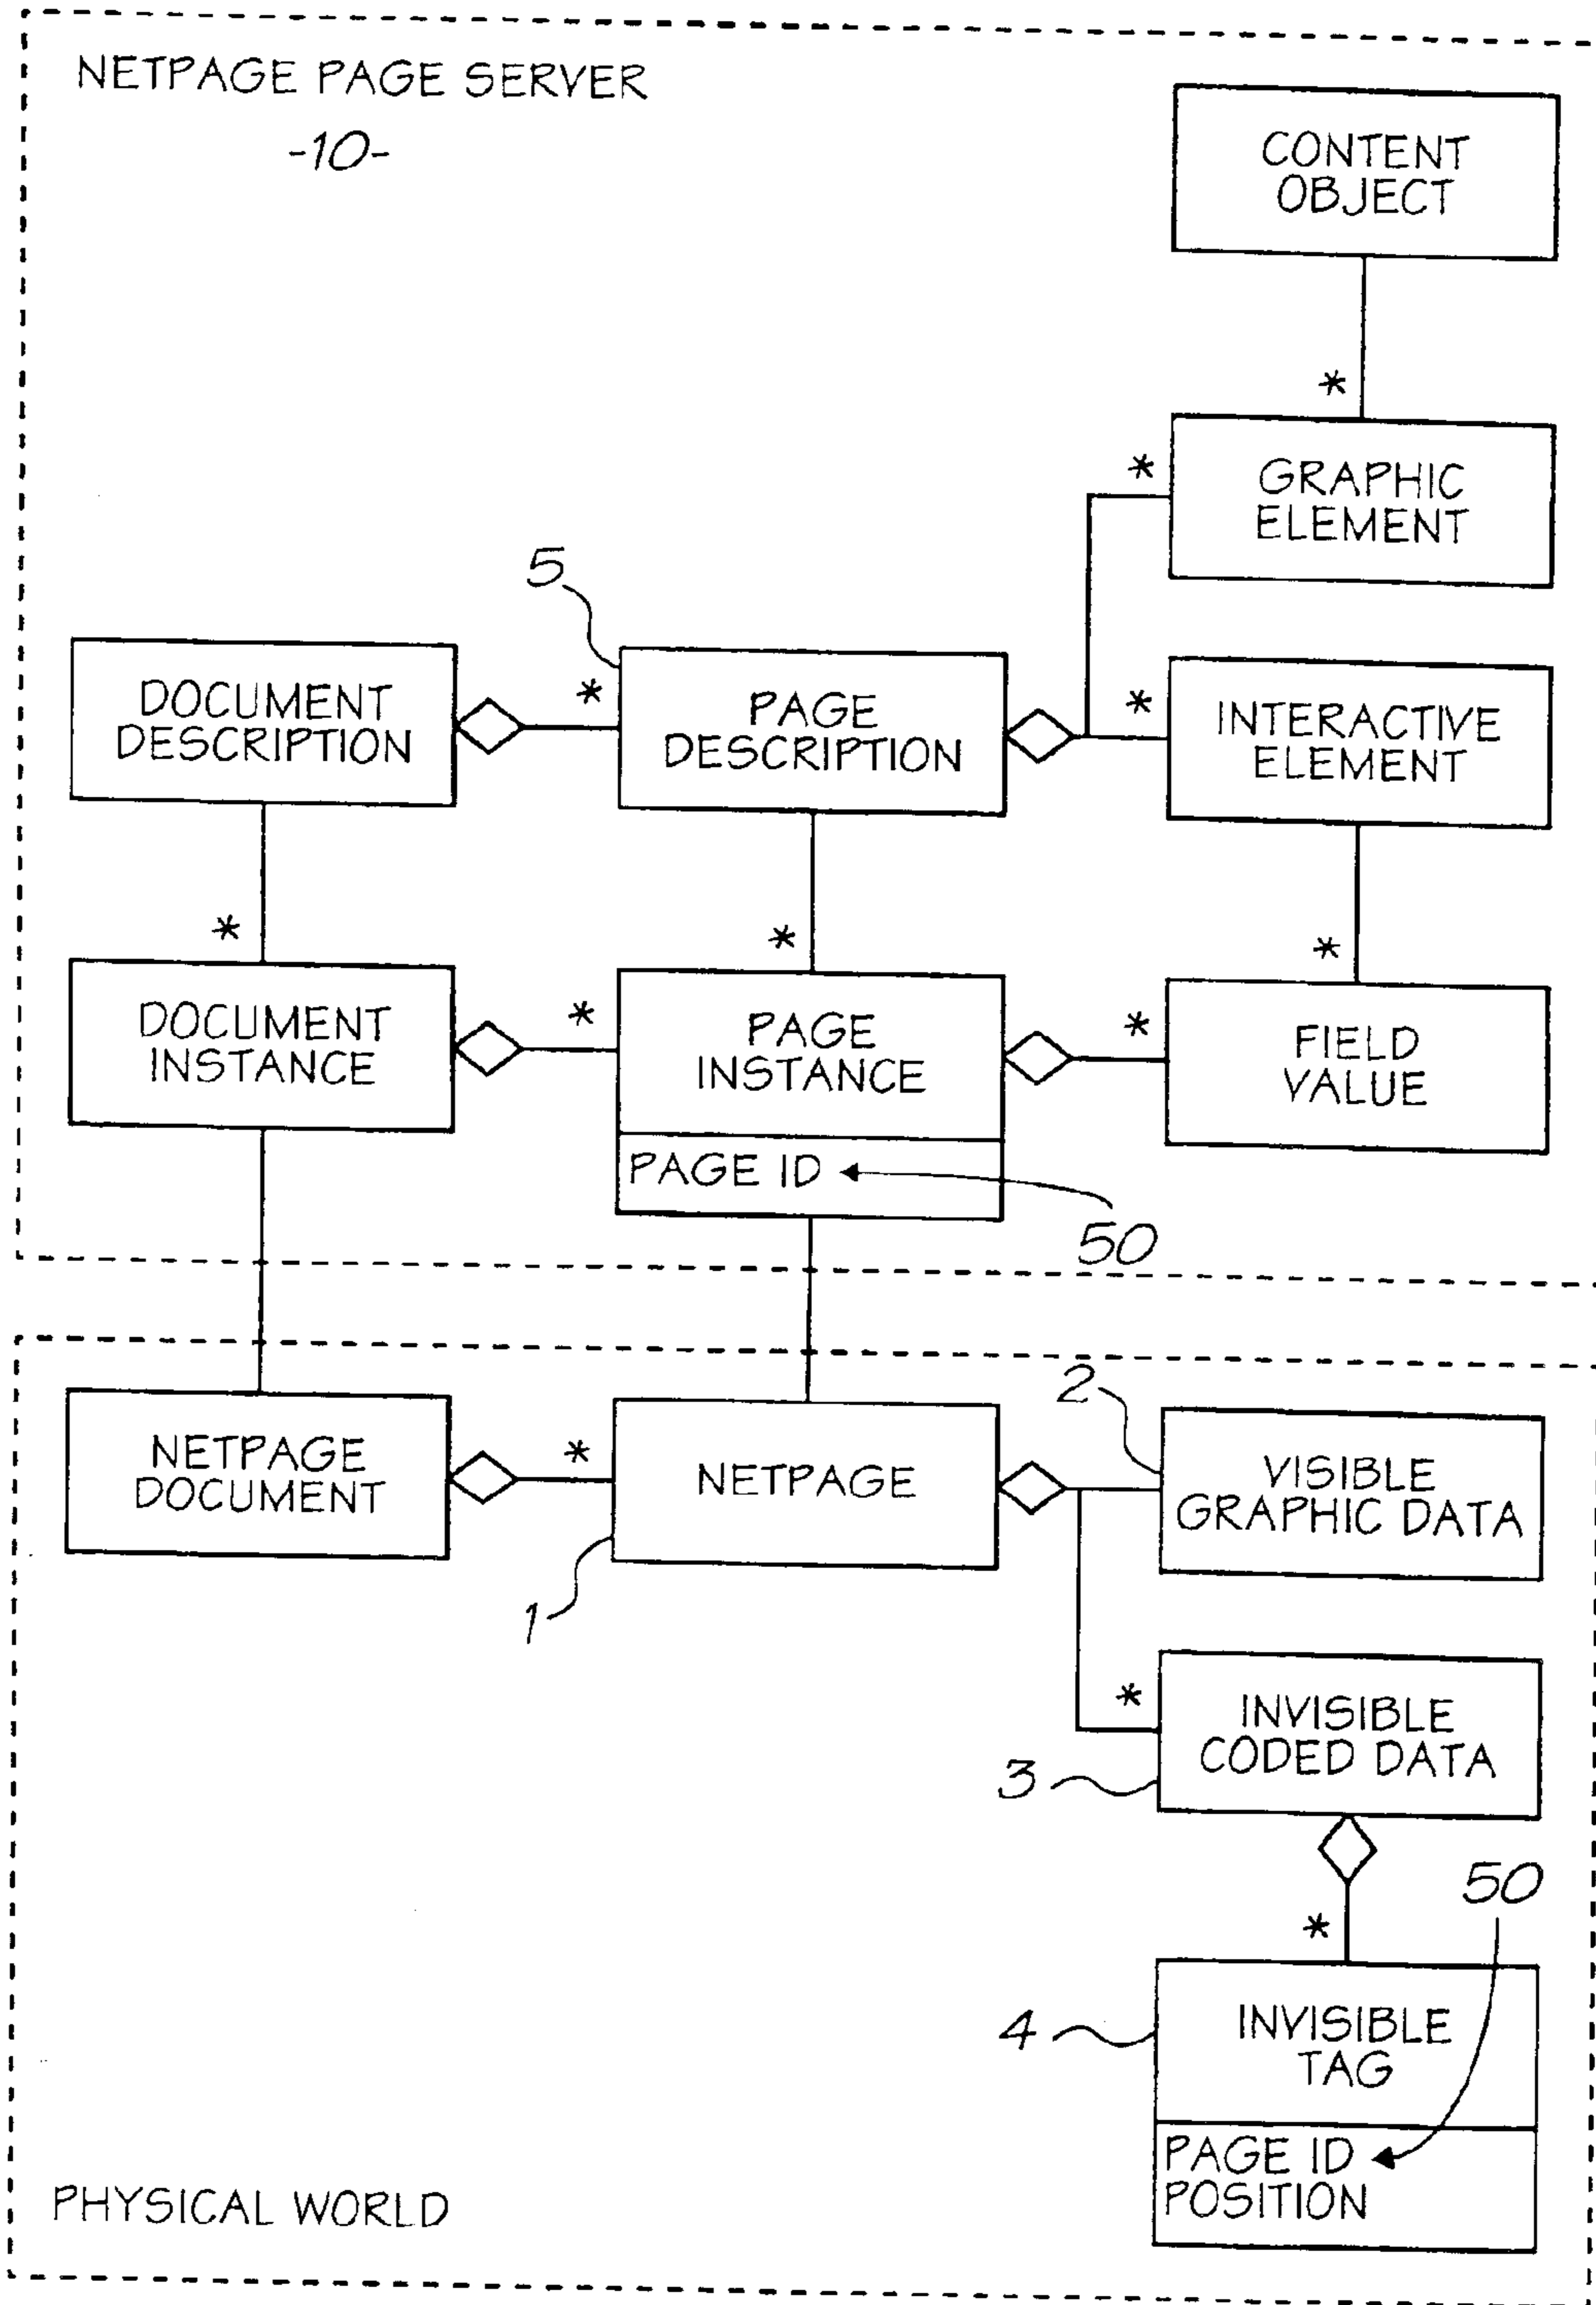 NETPAGE PAGE SERVER
-10-
CONTENT
OBJECT
*
*
GRAPHIC
ELEMENT
5
DOCUMENT
DESCRIPTION
*
PAGE
DESCRIPTION
*
INTERACTIVE
ELEMENT
*
*
*
DOCUMENT
INSTANCE
*
PAGE
INSTANCE
*
FIELD
VALUE
PAGE ID
50
NETPAGE
DOCUMENT
*
NETPAGE
1
2
VISIBLE
GRAPHIC DATA
*
INVISIBLE
CODED DATA
3
50
*
4
INVISIBLE
TAG
PAGE ID
POSITION
PHYSICAL WORLD